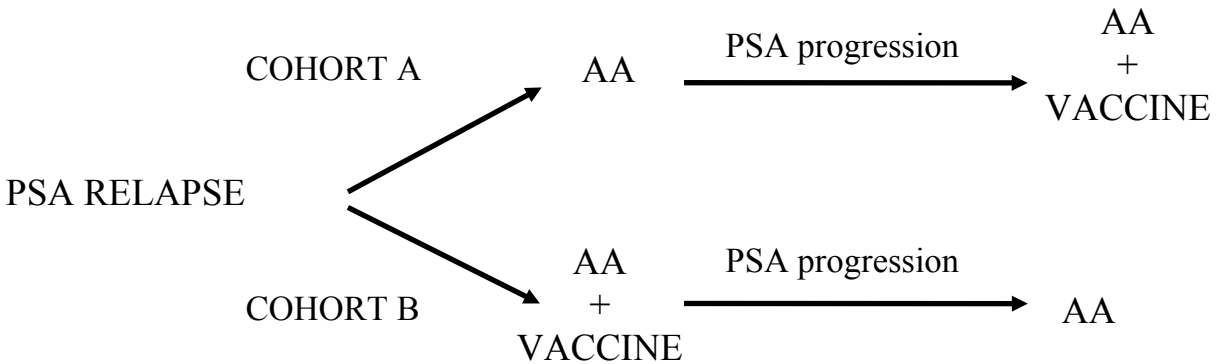 COHORT A
AA
PSA progression
AA
+
VACCINE
PSA RELAPSE
COHORT B
AA
+
VACCINE
PSA progression
AA